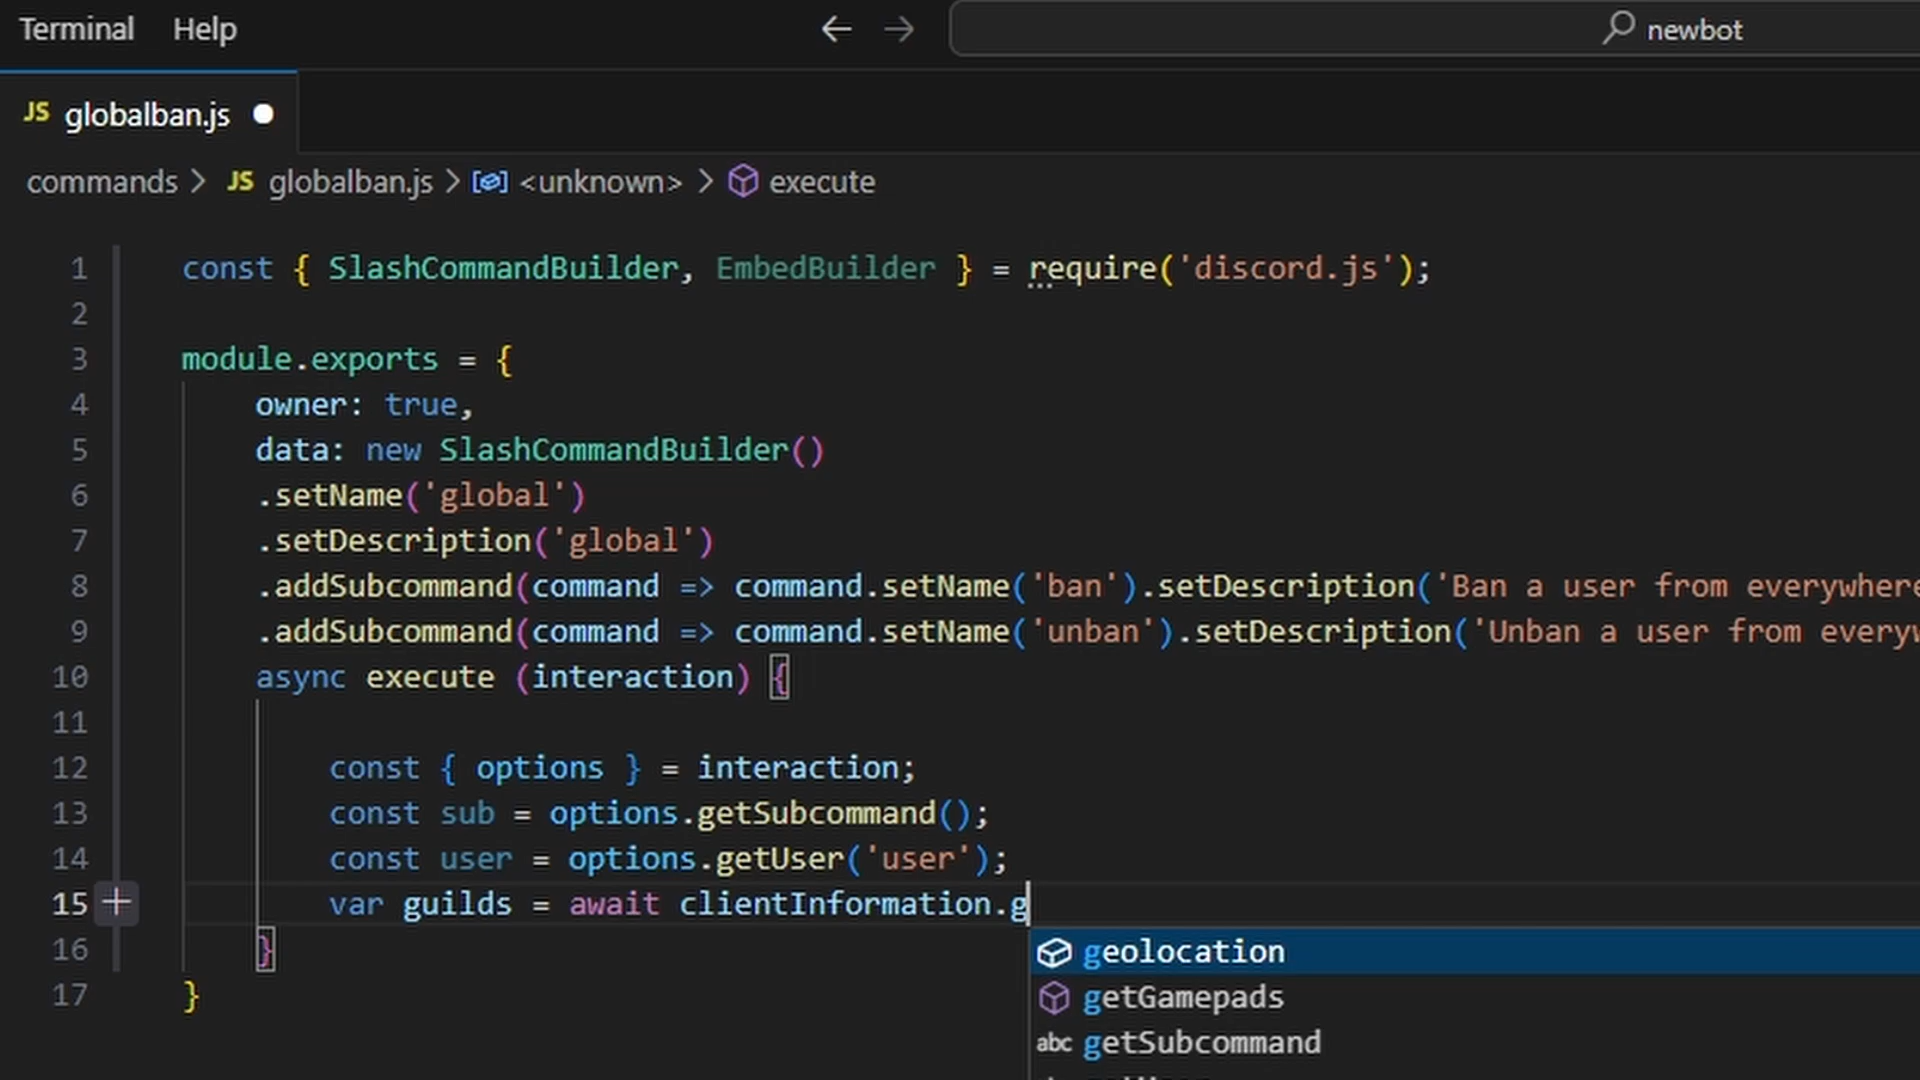 Terminal Help newbot
JS globalban.js
commands > JS globalban.js > <unknown> > execute
1 const { SlashCommandBuilder, EmbedBuilder } = require('discord.js');
2
3 module.exports = {
4 owner: true,
5 data: new SlashCommandBuilder()
6 .setName('global')
7 .setDescription('global')
8 .addSubcommand(command => command.setName('ban').setDescription('Ban a user from everywhere
9 .addSubcommand(command => command.setName('unban').setDescription('Unban a user from everyw
10 async execute (interaction) {
11
12 const { options } = interaction;
13 const sub = options.getSubcommand();
14 const user = options.getUser('user');
15 var guilds = await clientInformation.g
16 }
geolocation
17 }
getGamepads
abc getSubcommand